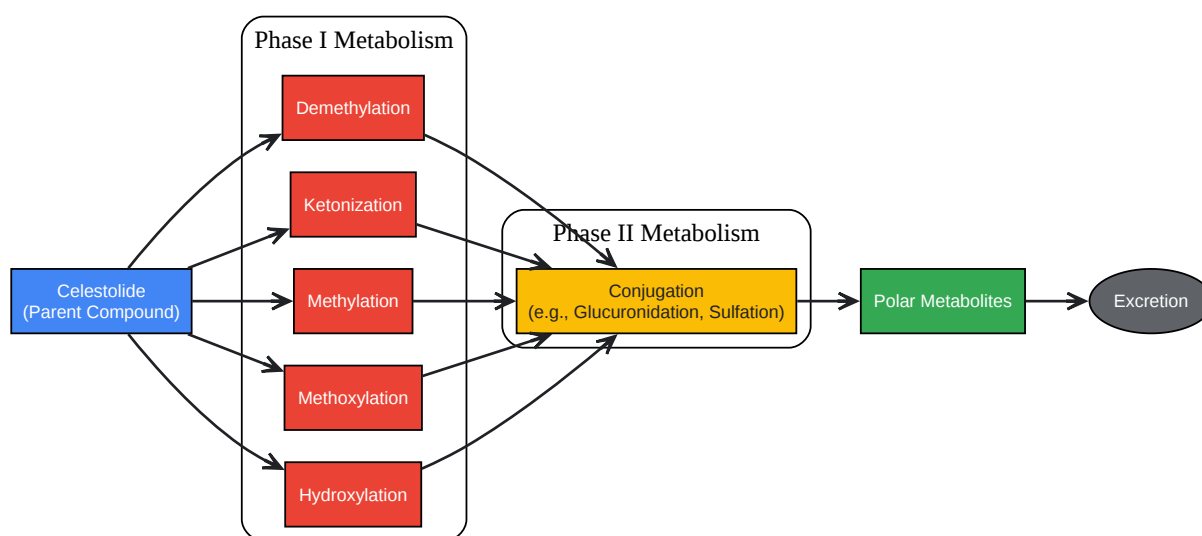 Phase I Metabolism
Demethylation
Ketonization
Phase II Metabolism
Celestolide
(Parent Compound)
Methylation
Conjugation
(e.g., Glucuronidation, Sulfation)
Polar Metabolites
Excretion
Methoxylation
Hydroxylation